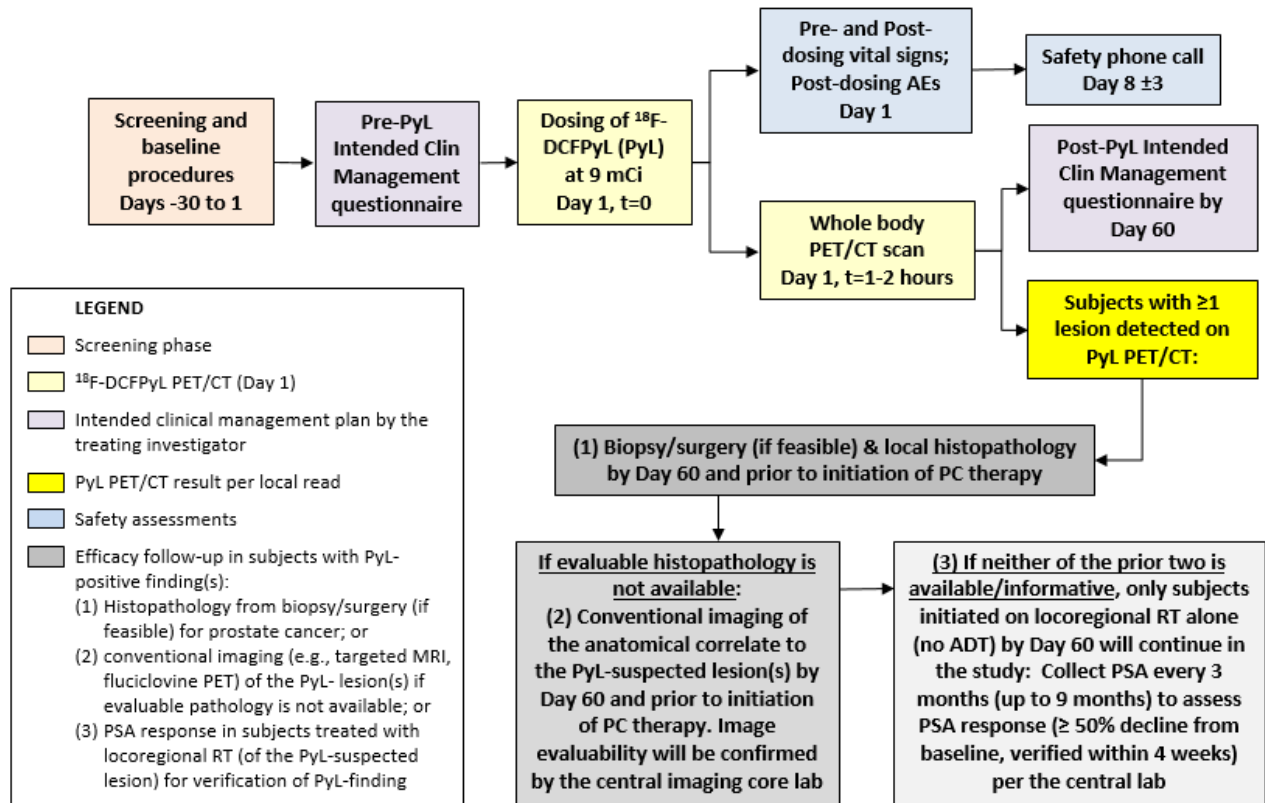 Screening and
baseline
procedures
Days -30 to 1
Pre-PyL
Intended Clin
Management
questionnaire
Dosing of ¹⁸F-
DCFPyL (PyL)
at 9 mCi
Day 1, t=0
Pre- and Post-
dosing vital signs;
Post-dosing AEs
Day 1
Safety phone call
Day 8 ±3
Whole body
PET/CT scan
Day 1, t=1-2 hours
Post-PyL Intended
Clin Management
questionnaire by
Day 60
Subjects with ≥1
lesion detected on
PyL PET/CT:
(1) Biopsy/surgery (if feasible) & local histopathology
by Day 60 and prior to initiation of PC therapy
If evaluable histopathology is
not available:
(2) Conventional imaging of
the anatomical correlate to
the PyL-suspected lesion(s) by
Day 60 and prior to initiation
of PC therapy. Image
evaluability will be confirmed
by the central imaging core lab
(3) If neither of the prior two is
available/informative, only subjects
initiated on locoregional RT alone
(no ADT) by Day 60 will continue in
the study: Collect PSA every 3
months (up to 9 months) to assess
PSA response (≥ 50% decline from
baseline, verified within 4 weeks)
per the central lab
LEGEND
Screening phase
¹⁸F-DCFPyL PET/CT (Day 1)
Intended clinical management plan by the
treating investigator
PyL PET/CT result per local read
Safety assessments
Efficacy follow-up in subjects with PyL-
positive finding(s):
(1) Histopathology from biopsy/surgery (if
feasible) for prostate cancer; or
(2) conventional imaging (e.g., targeted MRI,
fluciclovine PET) of the PyL- lesion(s) if
evaluable pathology is not available; or
(3) PSA response in subjects treated with
locoregional RT (of the PyL-suspected
lesion) for verification of PyL-finding